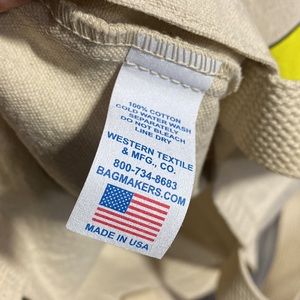 100% COTTON
COLD WATER WASH
SEPARATELY
DO NOT BLEACH
LINE DRY
WESTERN TEXTILE
& MFG., CO.
800-734-8683
BAGMAKERS.COM
MADE IN USA